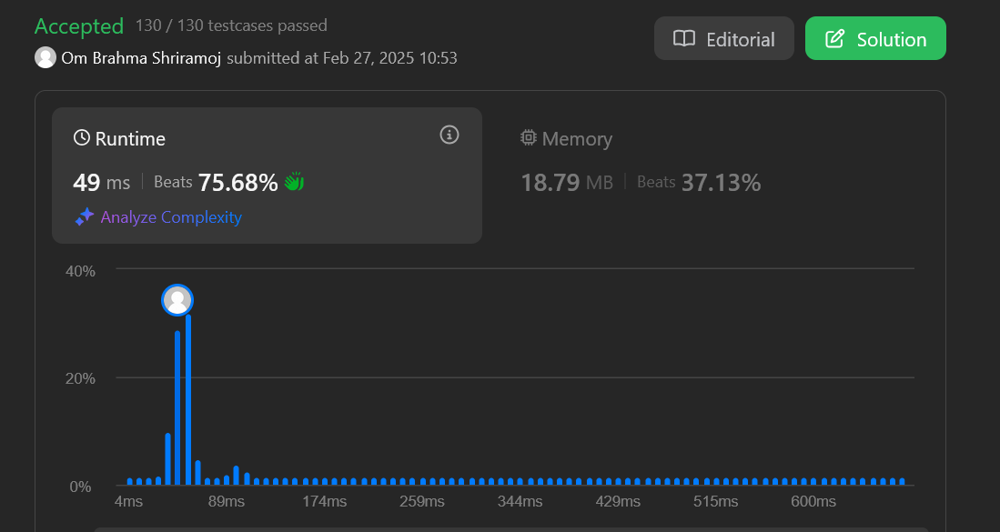 Accepted 130 / 130 testcases passed
Om Brahma Shriramoj submitted at Feb 27, 2025 10:53
Editorial
Solution
Runtime
49 ms | Beats 75.68%
Analyze Complexity
Memory
18.79 MB | Beats 37.13%
40%
20%
0%
4ms 89ms 174ms 259ms 344ms 429ms 515ms 600ms